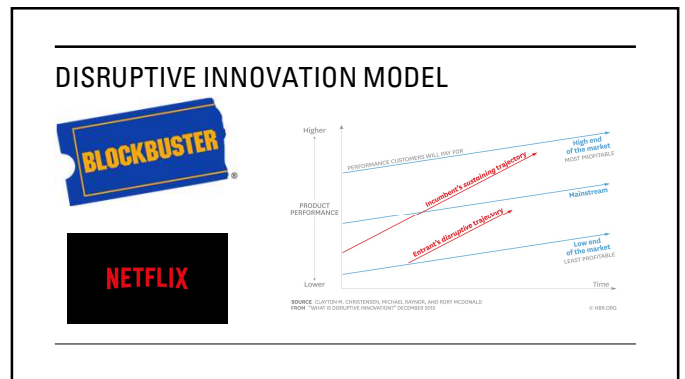 DISRUPTIVE INNOVATION MODEL
BLOCKBUSTER
®
NETFLIX
Higher
PRODUCT
PERFORMANCE
Lower
PERFORMANCE CUSTOMERS WILL PAY FOR
Incumbent's sustaining trajectory
Entrant's disruptive trajectory
High end
of the market
MOST PROFITABLE
Mainstream
Low end
of the market
LEAST PROFITABLE
Time
SOURCE CLAYTON M. CHRISTENSEN, MICHAEL RAYNOR, AND RORY MCDONALD
FROM "WHAT IS DISRUPTIVE INNOVATION?" DECEMBER 2015
© HBR.ORG